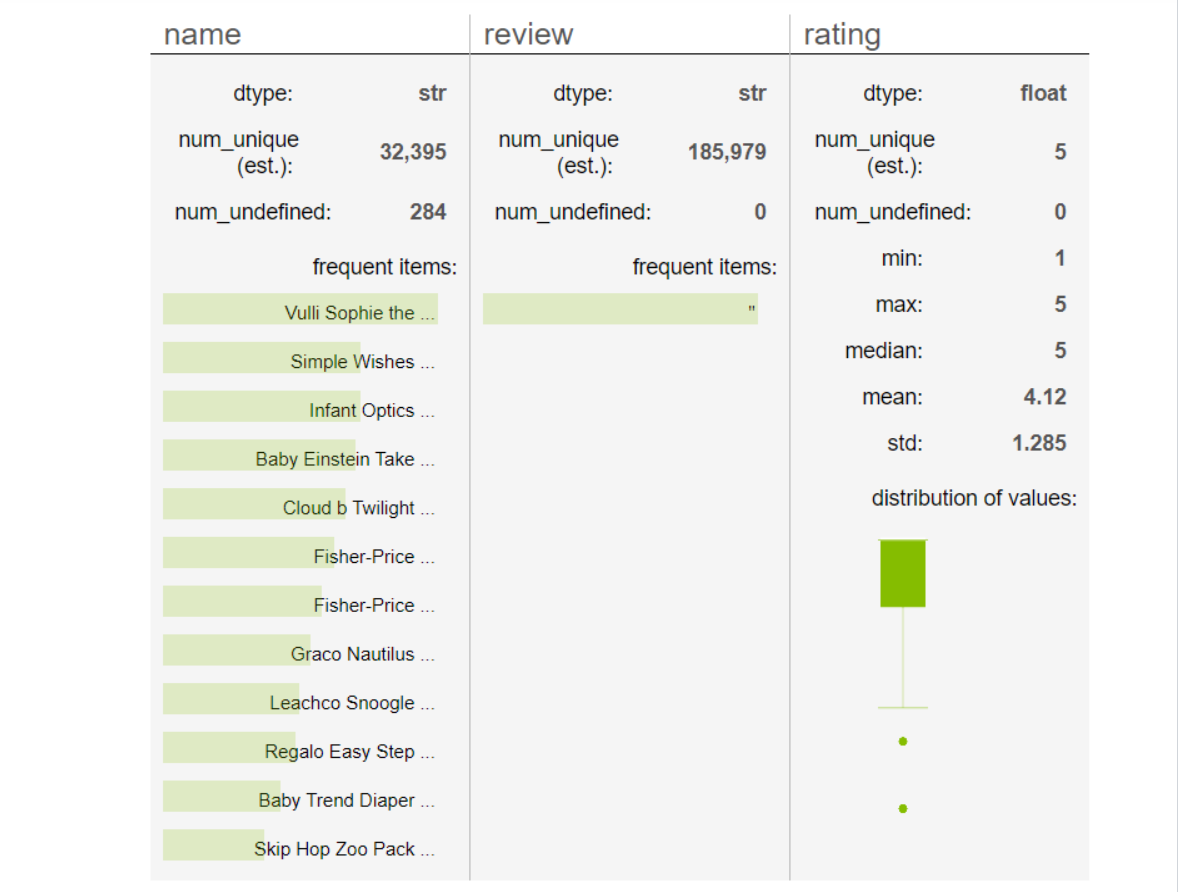 name
dtype: str
num_unique (est.): 32,395
num_undefined: 284
frequent items:
Vulli Sophie the ...
Simple Wishes ...
Infant Optics ...
Baby Einstein Take ...
Cloud b Twilight ...
Fisher-Price ...
Fisher-Price ...
Graco Nautilus ...
Leachco Snoogle ...
Regalo Easy Step ...
Baby Trend Diaper ...
Skip Hop Zoo Pack ...
review
dtype: str
num_unique (est.): 185,979
num_undefined: 0
frequent items:
"
rating
dtype: float
num_unique (est.): 5
num_undefined: 0
min: 1
max: 5
median: 5
mean: 4.12
std: 1.285
distribution of values: